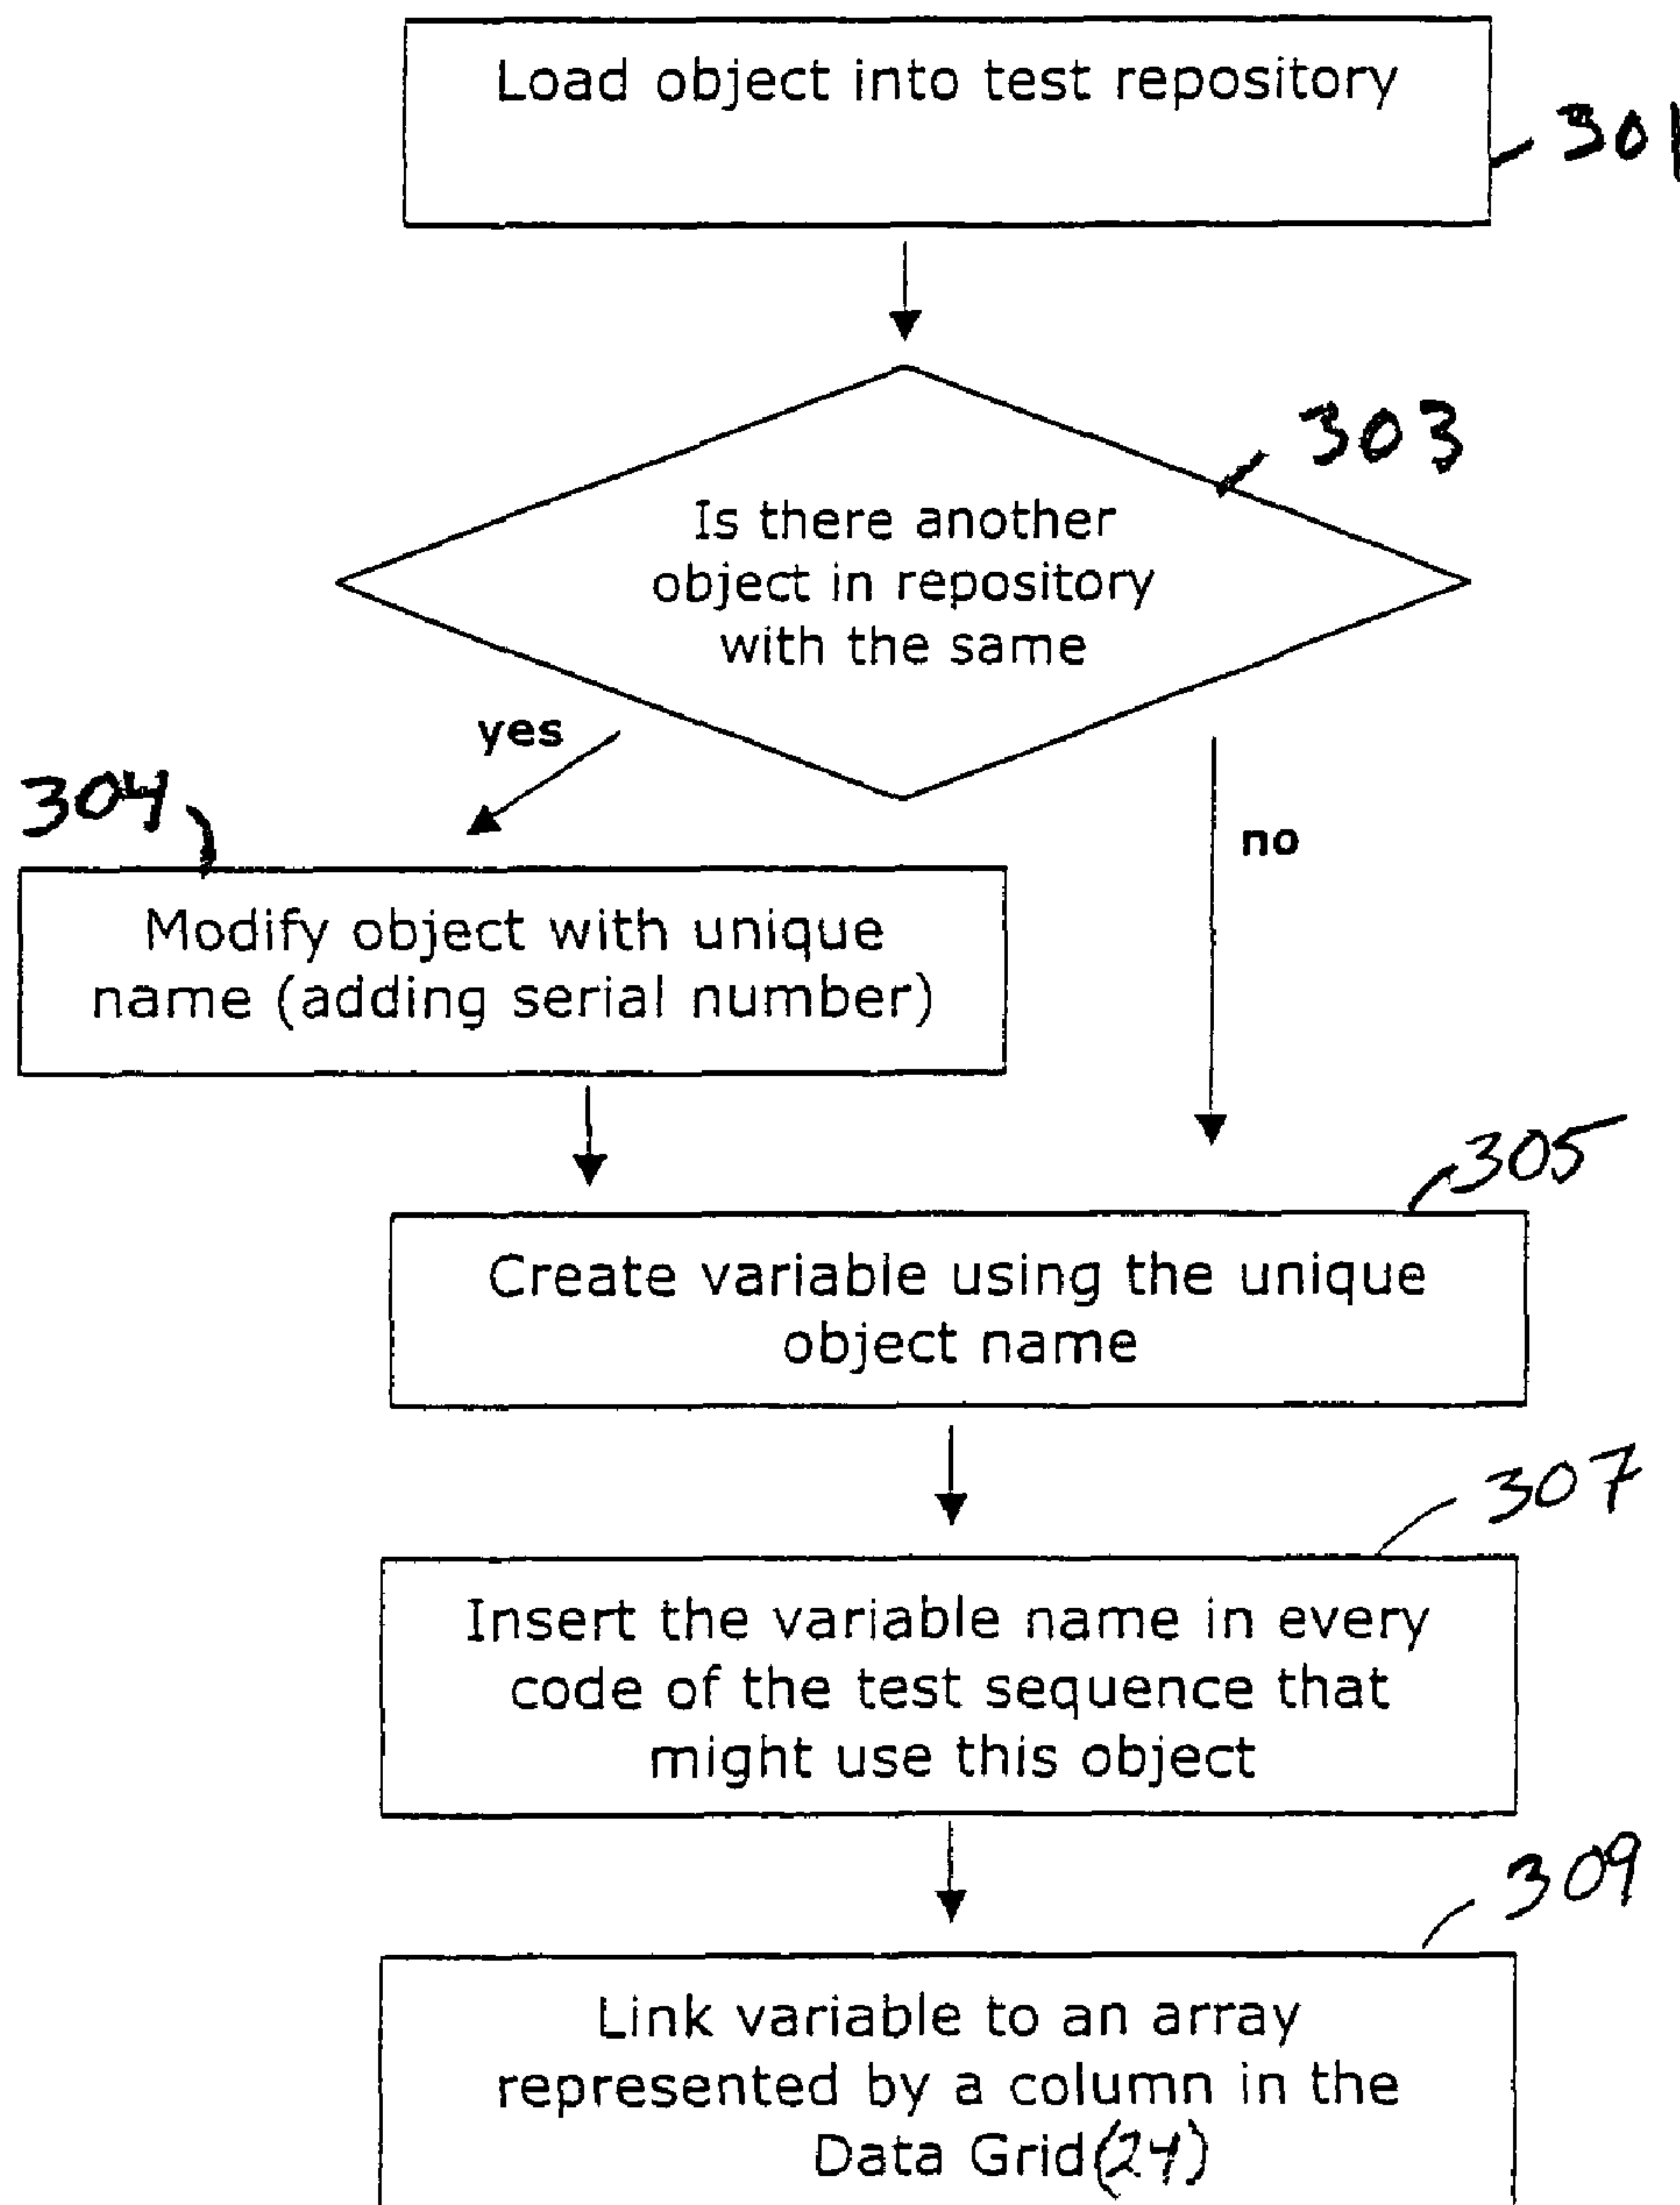 Load object into test repository
301
303
Is there another
object in repository
with the same
yes
no
304
Modify object with unique
name (adding serial number)
305
Create variable using the unique
object name
307
Insert the variable name in every
code of the test sequence that
might use this object
309
Link variable to an array
represented by a column in the
Data Grid (24)